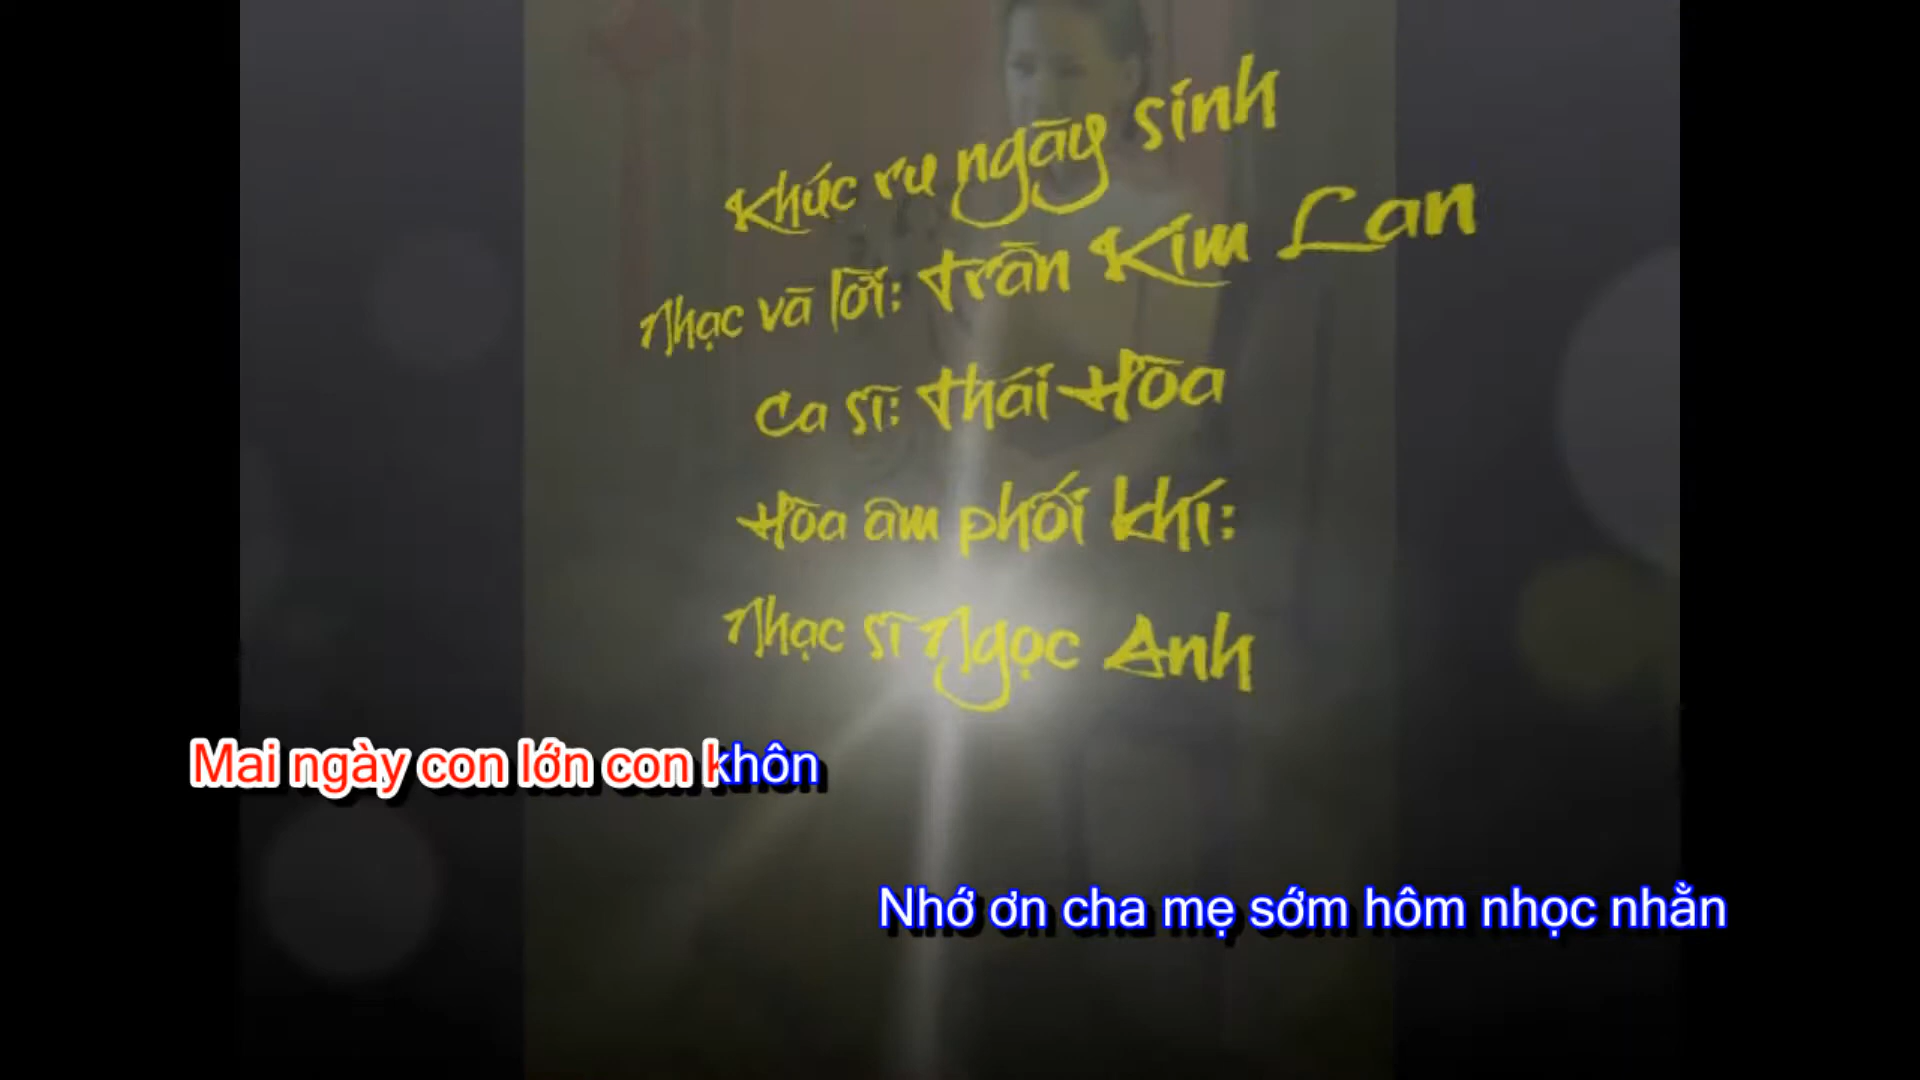 Khúc ru ngày sinh
Nhạc và lời: Trần Kim Lan
Ca sĩ: Thái Hòa
Hòa âm phối khí:
Nhạc sĩ Ngọc Anh
Mai ngày con lớn con khôn
Nhớ ơn cha mẹ sớm hôm nhọc nhằn